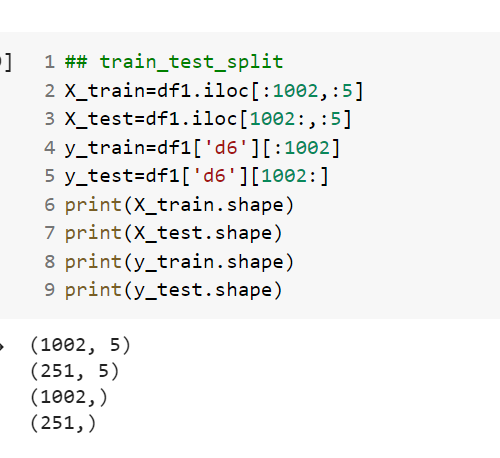 ]
1 ## train_test_split
2 X_train=df1.iloc[:1002,:5]
3 X_test=df1.iloc[1002:,:5]
4 y_train=df1['d6'][:1002]
5 y_test=df1['d6'][1002:]
6 print(X_train.shape)
7 print(X_test.shape)
8 print(y_train.shape)
9 print(y_test.shape)
(1002, 5)
(251, 5)
(1002,)
(251,)